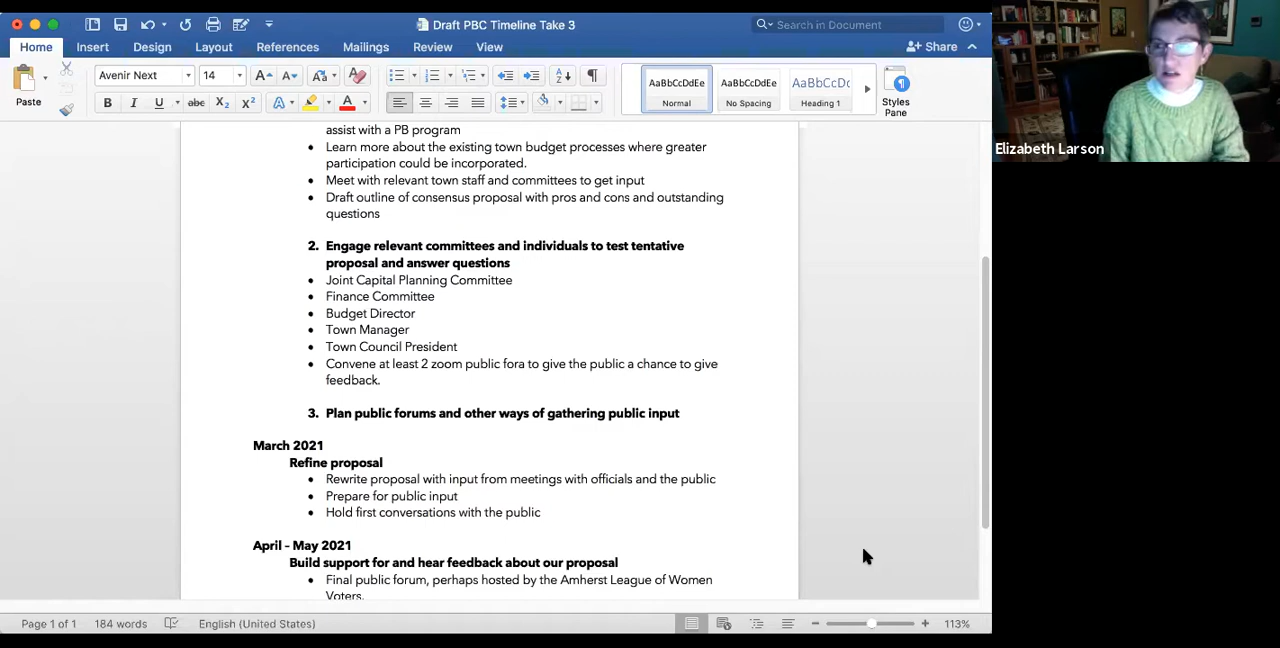 Draft PBC Timeline Take 3
Search in Document
Home Insert Design Layout References Mailings Review View
Share
Paste
Avenir Next 14
AaBbCcDdEe AaBbCcDdEe AaBbCcDc
Normal No Spacing Heading 1
Styles
Pane
Elizabeth Larson
assist with a PB program
• Learn more about the existing town budget processes where greater
participation could be incorporated.
• Meet with relevant town staff and committees to get input
• Draft outline of consensus proposal with pros and cons and outstanding
questions
2. Engage relevant committees and individuals to test tentative
proposal and answer questions
• Joint Capital Planning Committee
• Finance Committee
• Budget Director
• Town Manager
• Town Council President
• Convene at least 2 zoom public fora to give the public a chance to give
feedback.
3. Plan public forums and other ways of gathering public input
March 2021
Refine proposal
• Rewrite proposal with input from meetings with officials and the public
• Prepare for public input
• Hold first conversations with the public
April – May 2021
Build support for and hear feedback about our proposal
• Final public forum, perhaps hosted by the Amherst League of Women
Voters.
Page 1 of 1 184 words English (United States) 113%